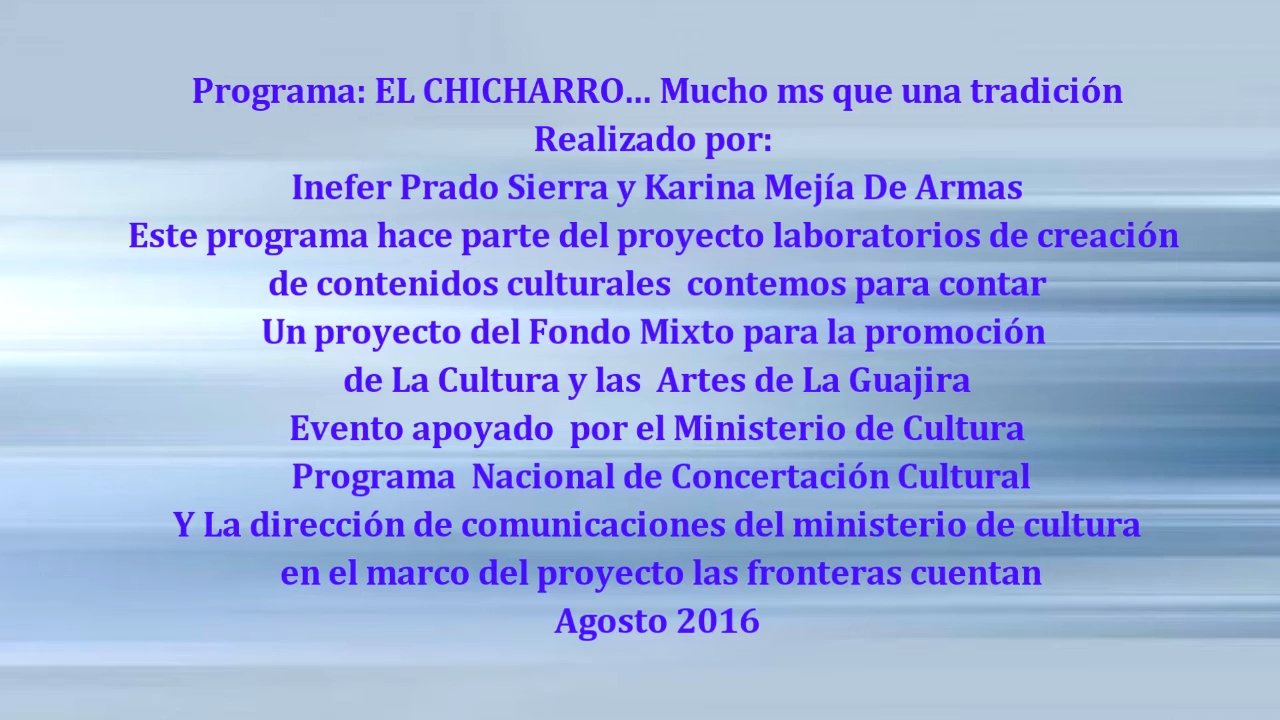 Programa: EL CHICHARRO... Mucho ms que una tradición
Realizado por:
Inefer Prado Sierra y Karina Mejía De Armas
Este programa hace parte del proyecto laboratorios de creación
de contenidos culturales  contemos para contar
Un proyecto del Fondo Mixto para la promoción
de La Cultura y las  Artes de La Guajira
Evento apoyado  por el Ministerio de Cultura
Programa  Nacional de Concertación Cultural
Y La dirección de comunicaciones del ministerio de cultura
en el marco del proyecto las fronteras cuentan
Agosto 2016